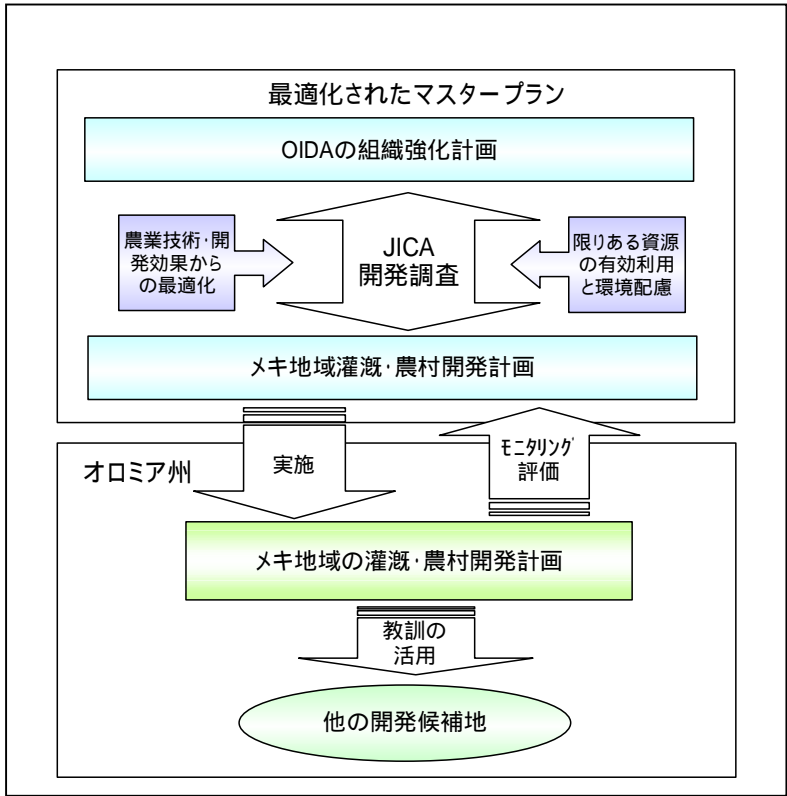 最適化されたマスタープラン
OIDAの組織強化計画
農業技術･開
発効果から
の最適化
JICA
開発調査
限りある資源
の有効利用
と環境配慮
メキ地域灌漑･農村開発計画
実施
ﾓﾆﾀﾘﾝｸﾞ
評価
オロミア州
メキ地域の灌漑･農村開発計画
教訓の
活用
他の開発候補地